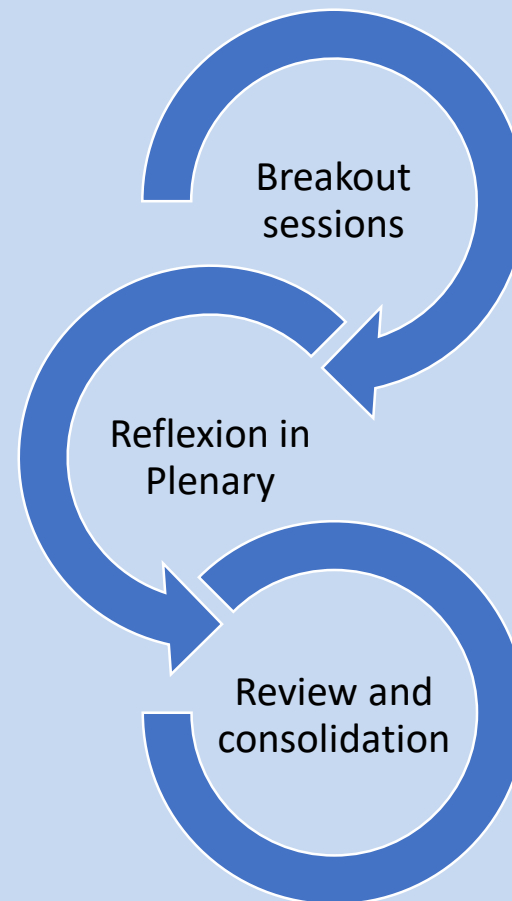 Breakout
sessions
Reflexion in
Plenary
Review and
consolidation